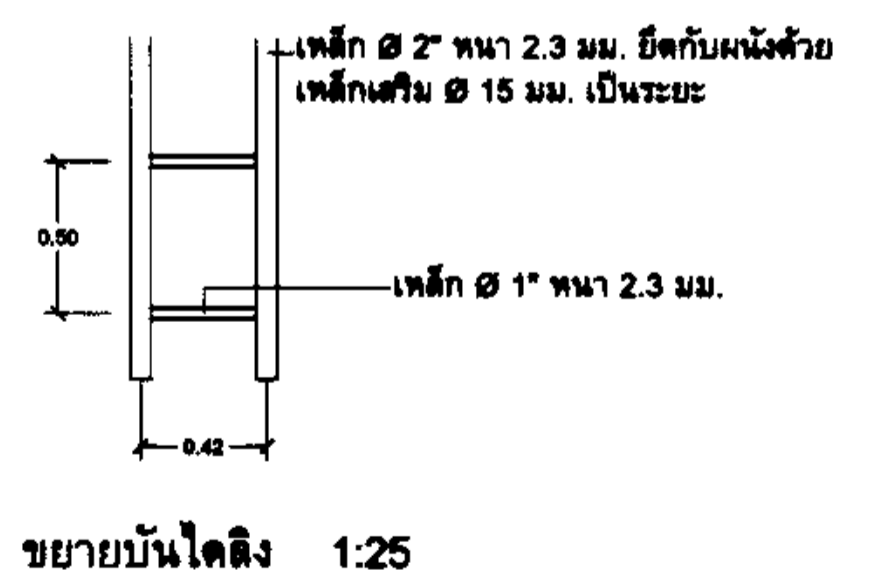 เหล็ก Ø 2" หนา 2.3 มม. ยึดกับผนังด้วย
เหล็กเสริม Ø 15 มม. เป็นระยะ
0.50
เหล็ก Ø 1" หนา 2.3 มม.
0.42
ขยายบันไดลิง 1:25